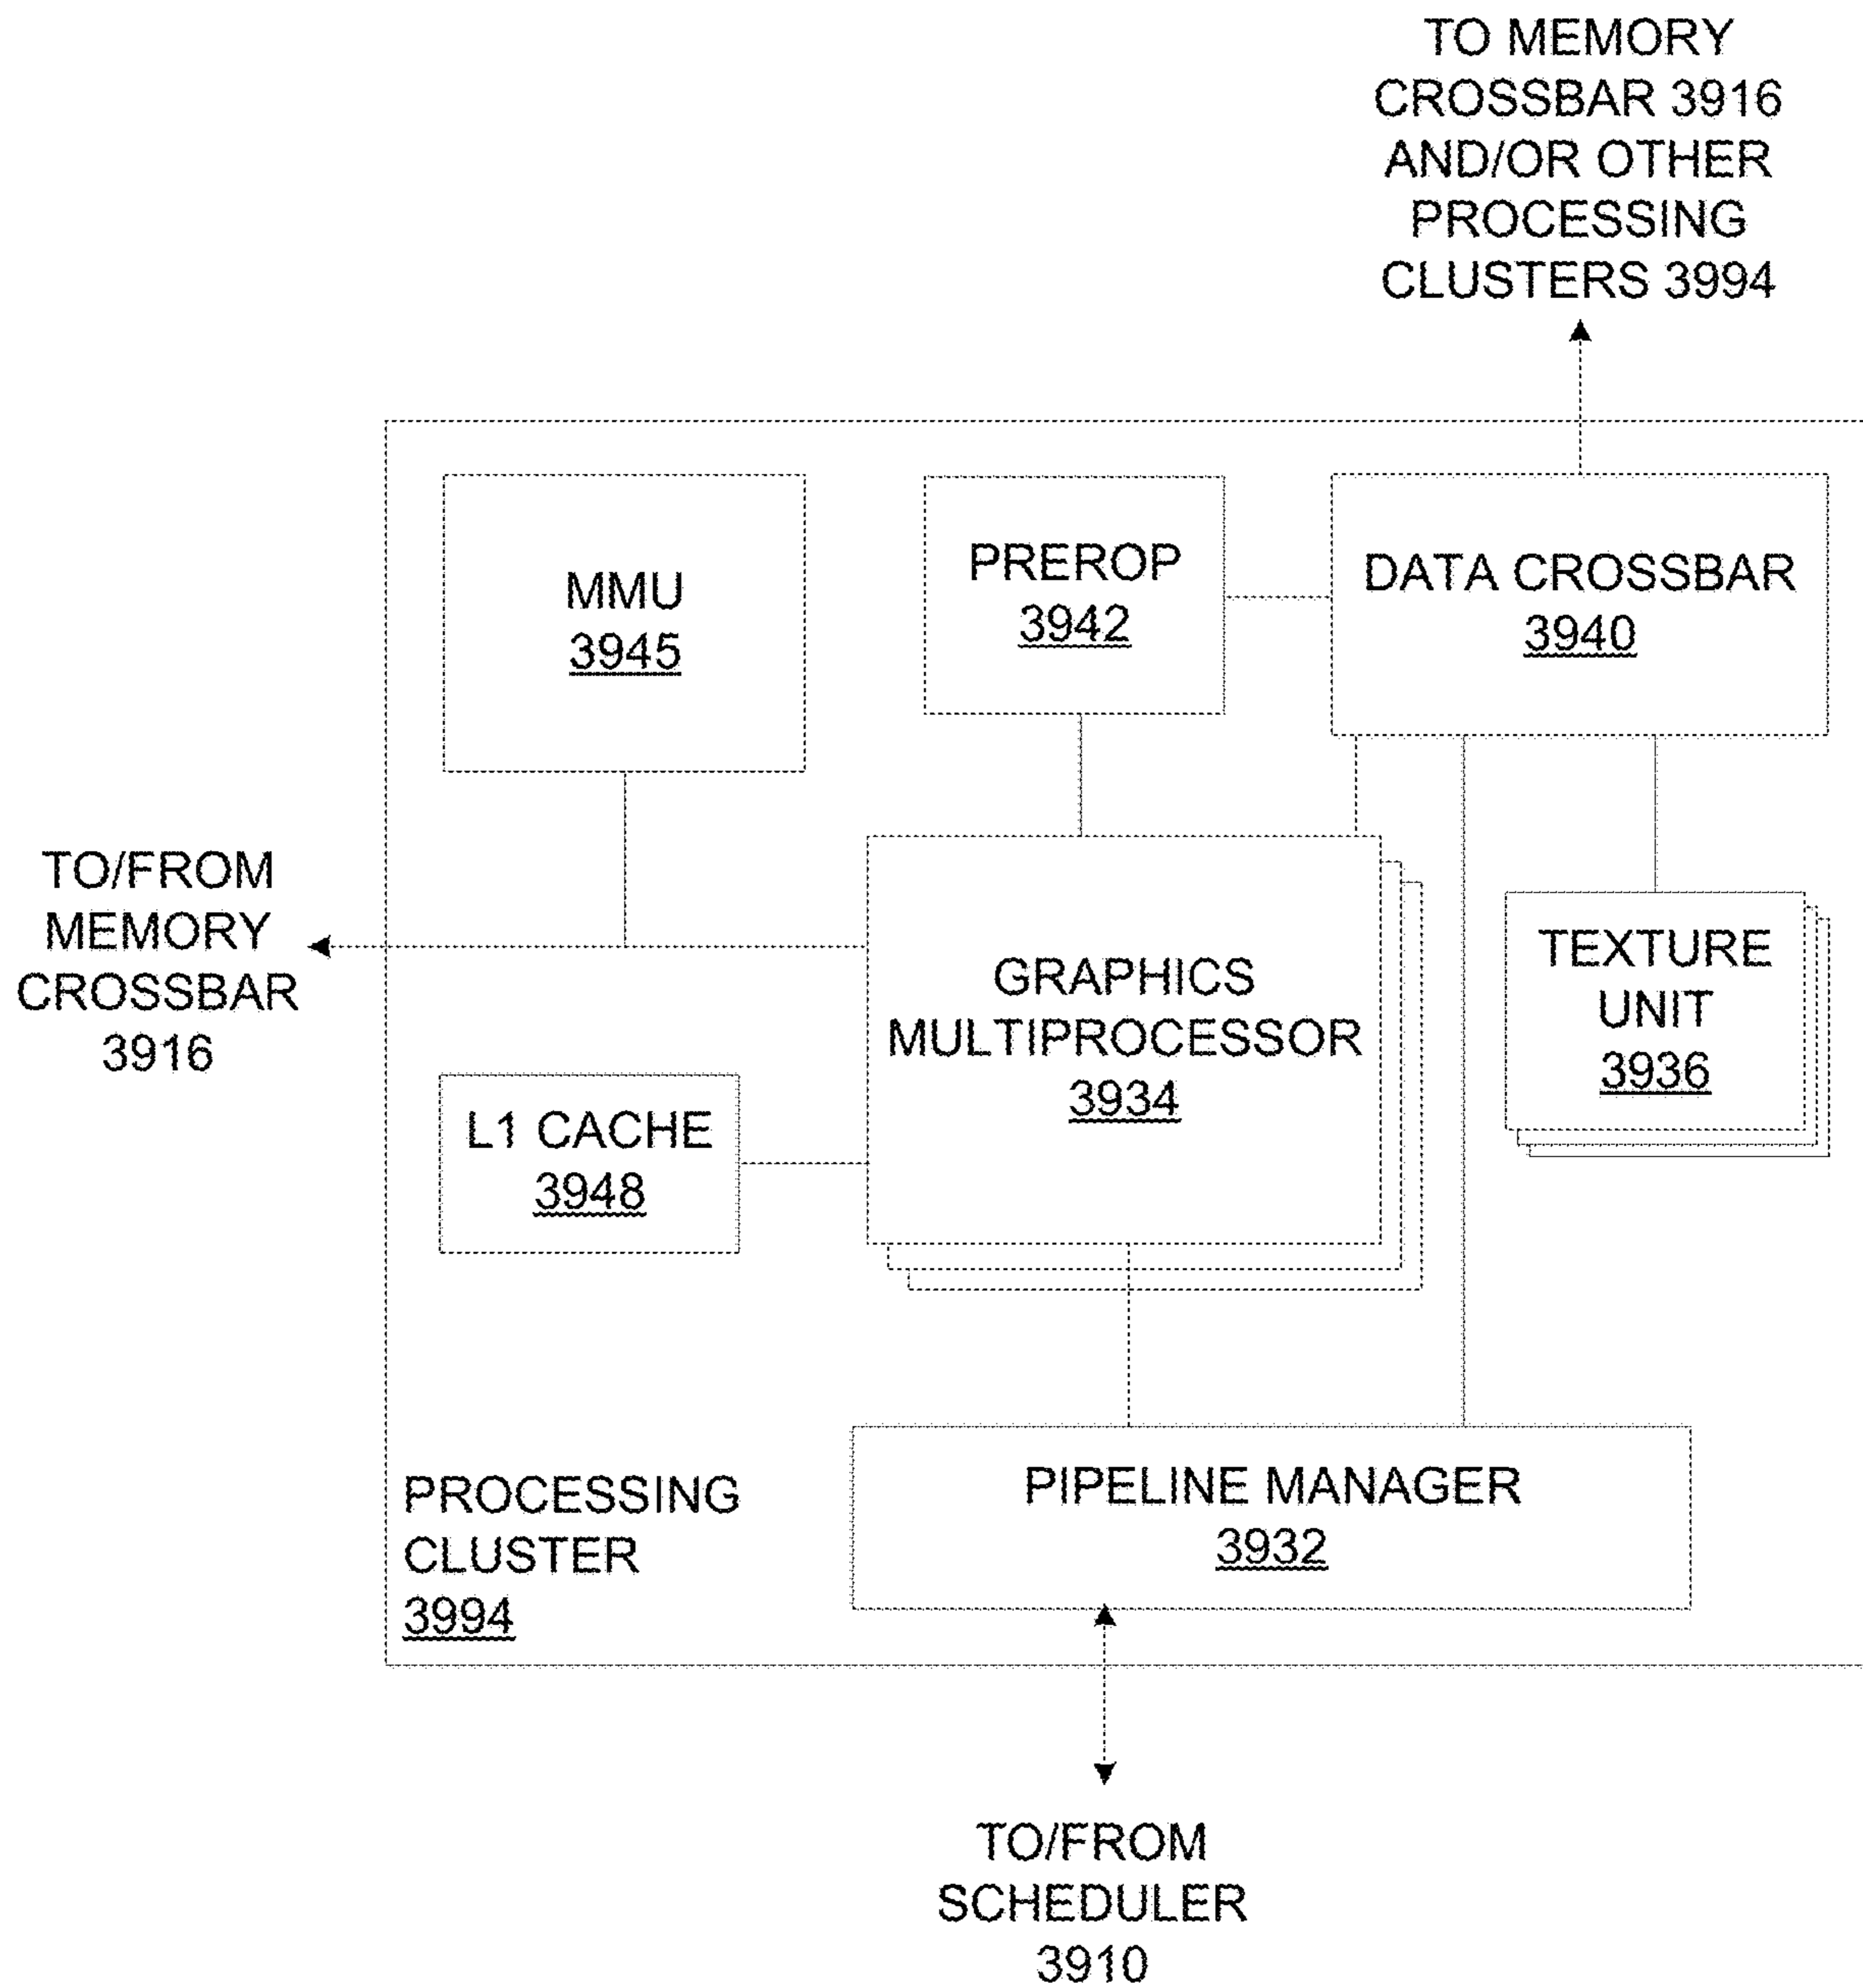 TO MEMORY
CROSSBAR 3916
AND/OR OTHER
PROCESSING
CLUSTERS 3994
MMU
3945
PREROP
3942
DATA CROSSBAR
3940
TO/FROM
MEMORY
CROSSBAR
3916
GRAPHICS
MULTIPROCESSOR
3934
TEXTURE
UNIT
3936
L1 CACHE
3948
PROCESSING
CLUSTER
3994
PIPELINE MANAGER
3932
TO/FROM
SCHEDULER
3910